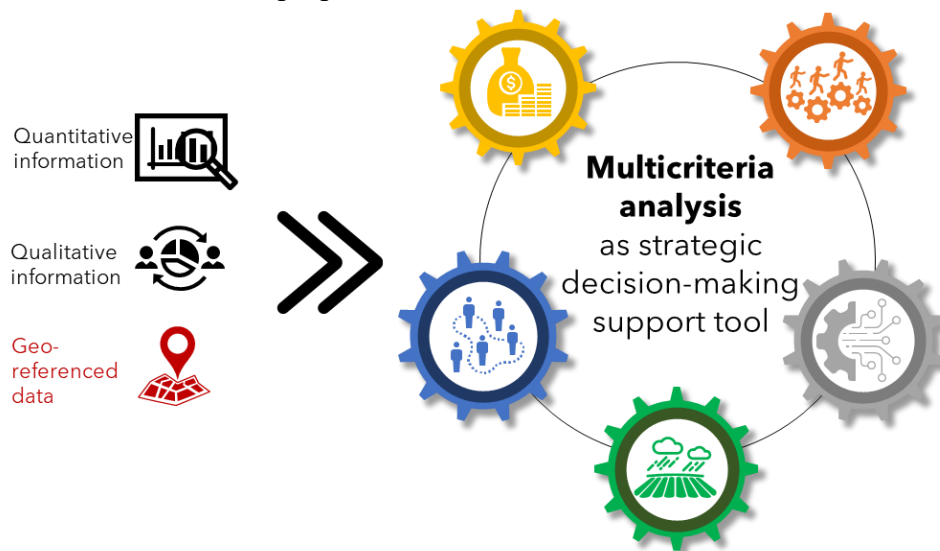 Quantitative
information
Qualitative
information
Geo-
referenced
data
$
Multicriteria
analysis
as strategic
decision-making
support tool